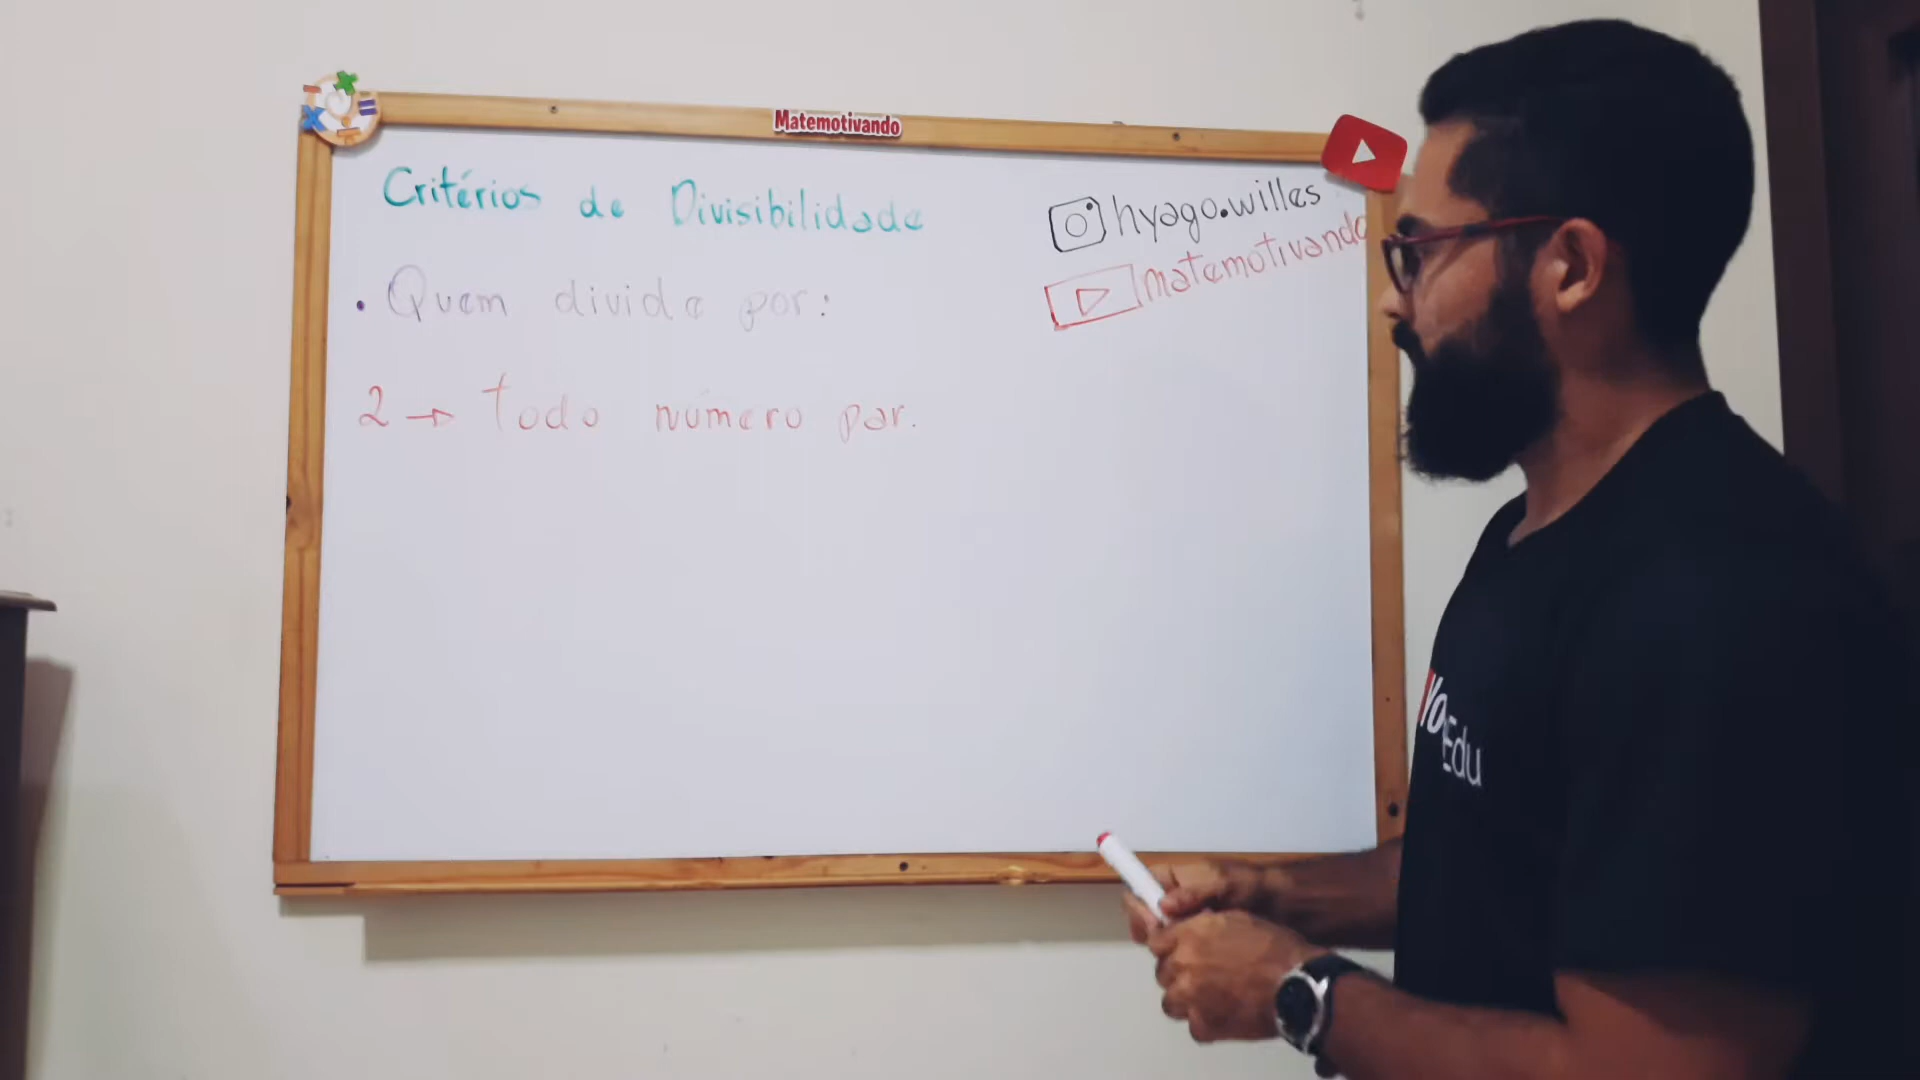 Matemotivando
Critérios de Divisibilidade
hyago.willes
matemotivando
• Quem divide por:
2 → Todo número par.
Edu